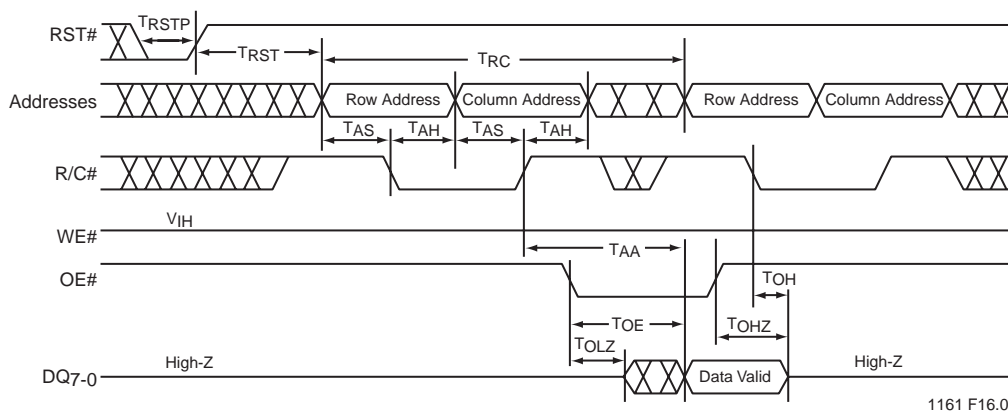 RST#
TRSTP
TRST
TRC
Addresses
Row Address
Column Address
Row Address
Column Address
TAS
TAH
TAS
TAH
R/C#
VIH
WE#
TAA
OE#
TOH
TOE
TOHZ
TOLZ
High-Z
DQ7-0
Data Valid
High-Z
1161 F16.0